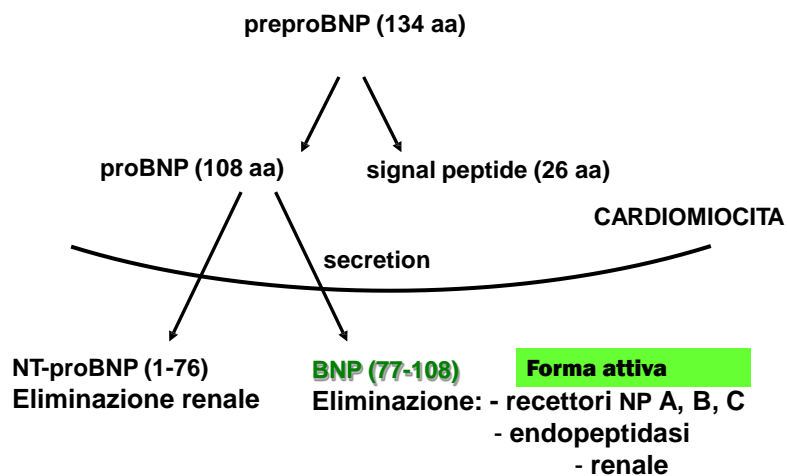 preproBNP (134 aa)
proBNP (108 aa)
signal peptide (26 aa)
CARDIOMIOCITA
secretion
NT-proBNP (1-76)
Eliminazione renale
BNP (77-108)
Forma attiva
Eliminazione: - recettori NP A, B, C
- endopeptidasi
- renale